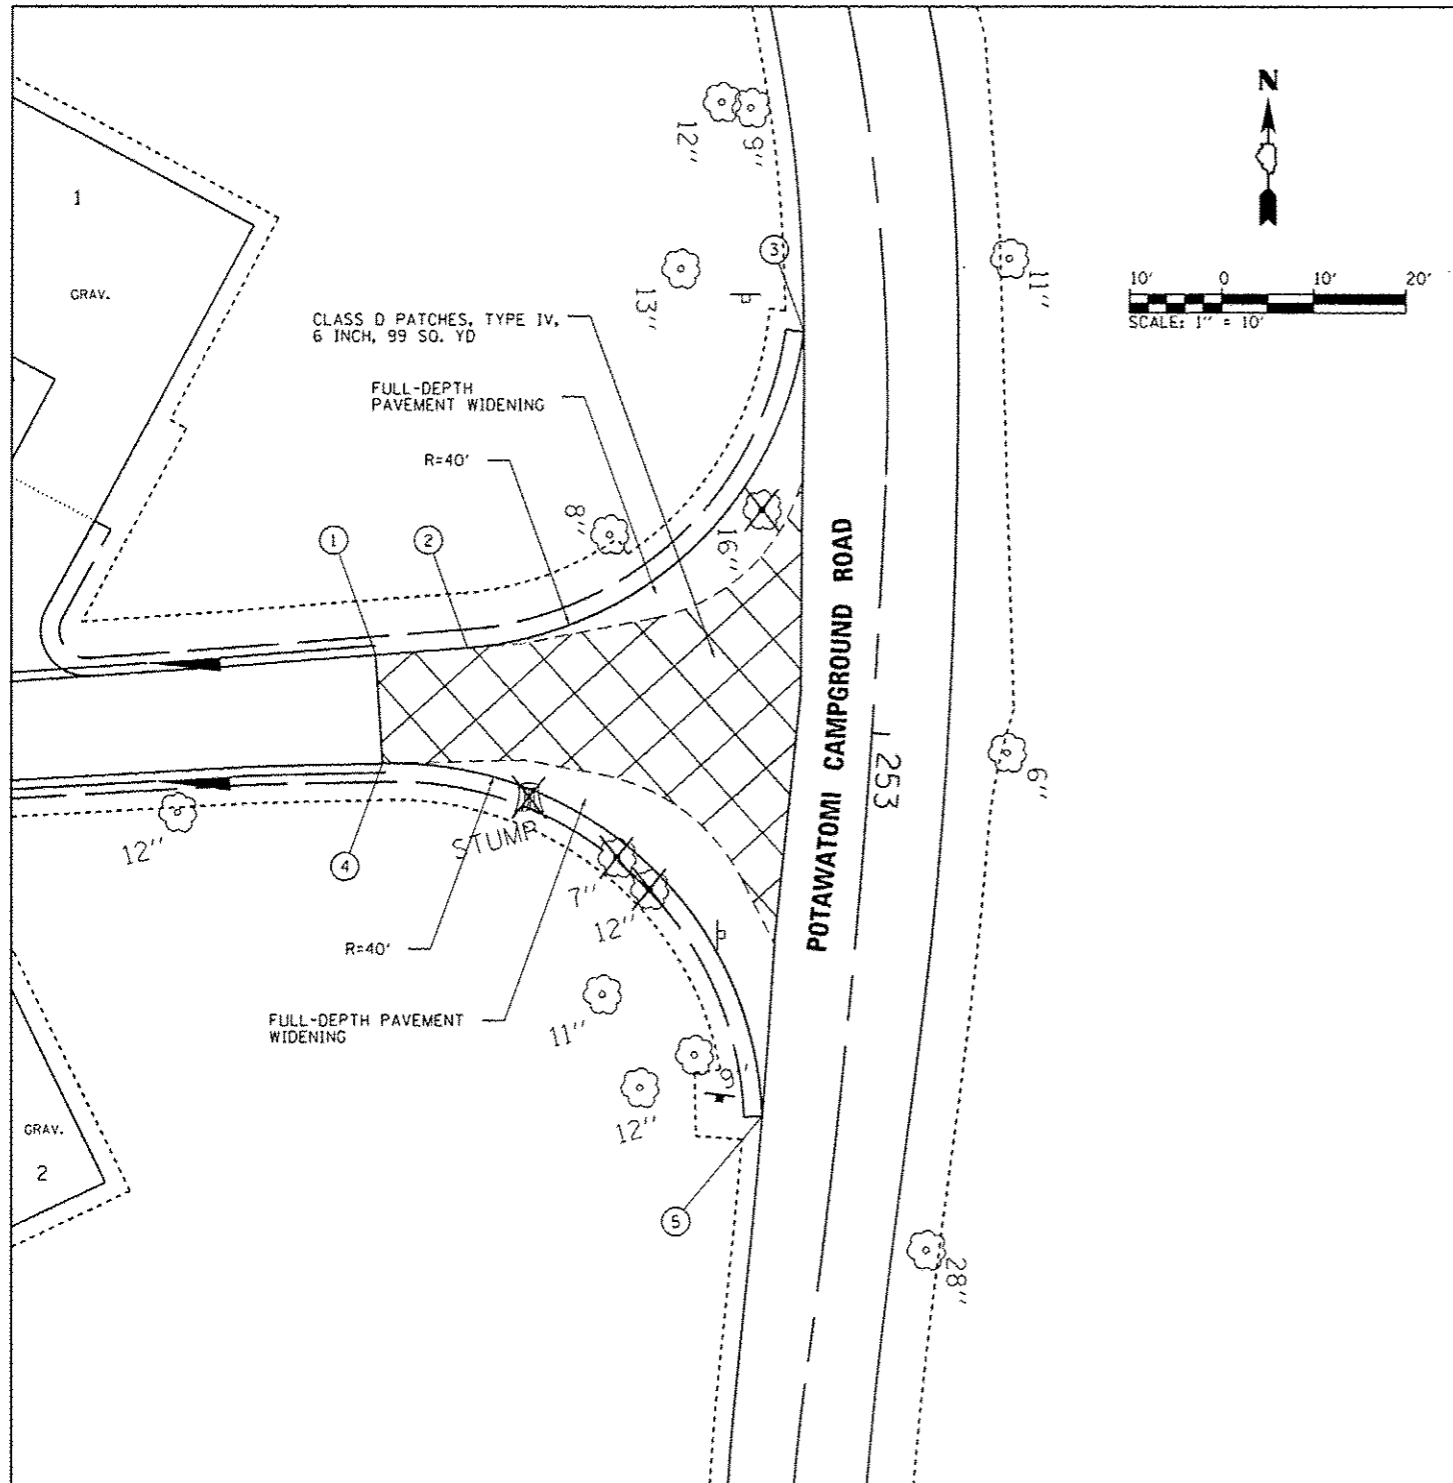 N
10' 0 10' 20'
SCALE: 1" = 10'
12"
9"
11"
1
GRAV.
3
13"
CLASS D PATCHES, TYPE IV,
6 INCH, 99 SQ. YD
FULL-DEPTH
PAVEMENT WIDENING
R=40'
8"
16"
1
2
POTAWATOMI CAMPGROUND ROAD
253
6"
12"
STUMP
4
7"
12"
R=40'
11"
FULL-DEPTH PAVEMENT
WIDENING
12"
GRAV.
2
5
28"